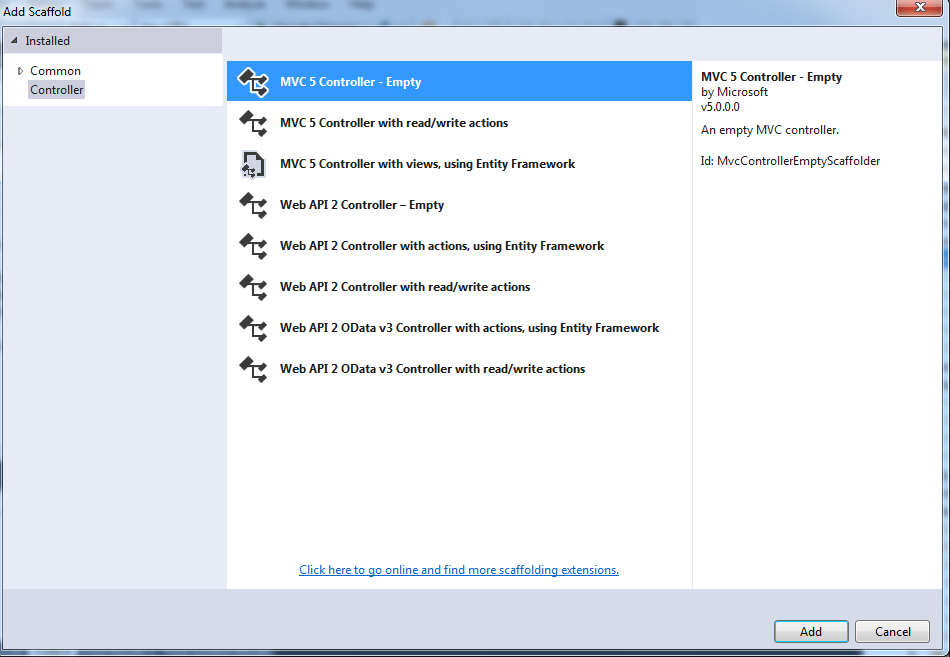 Add Scaffold
Installed
Common
Controller
MVC 5 Controller - Empty
MVC 5 Controller with read/write actions
MVC 5 Controller with views, using Entity Framework
Web API 2 Controller – Empty
Web API 2 Controller with actions, using Entity Framework
Web API 2 Controller with read/write actions
Web API 2 OData v3 Controller with actions, using Entity Framework
Web API 2 OData v3 Controller with read/write actions
Click here to go online and find more scaffolding extensions.
MVC 5 Controller - Empty
by Microsoft
v5.0.0.0
An empty MVC controller.
Id: MvcControllerEmptyScaffolder
Add
Cancel